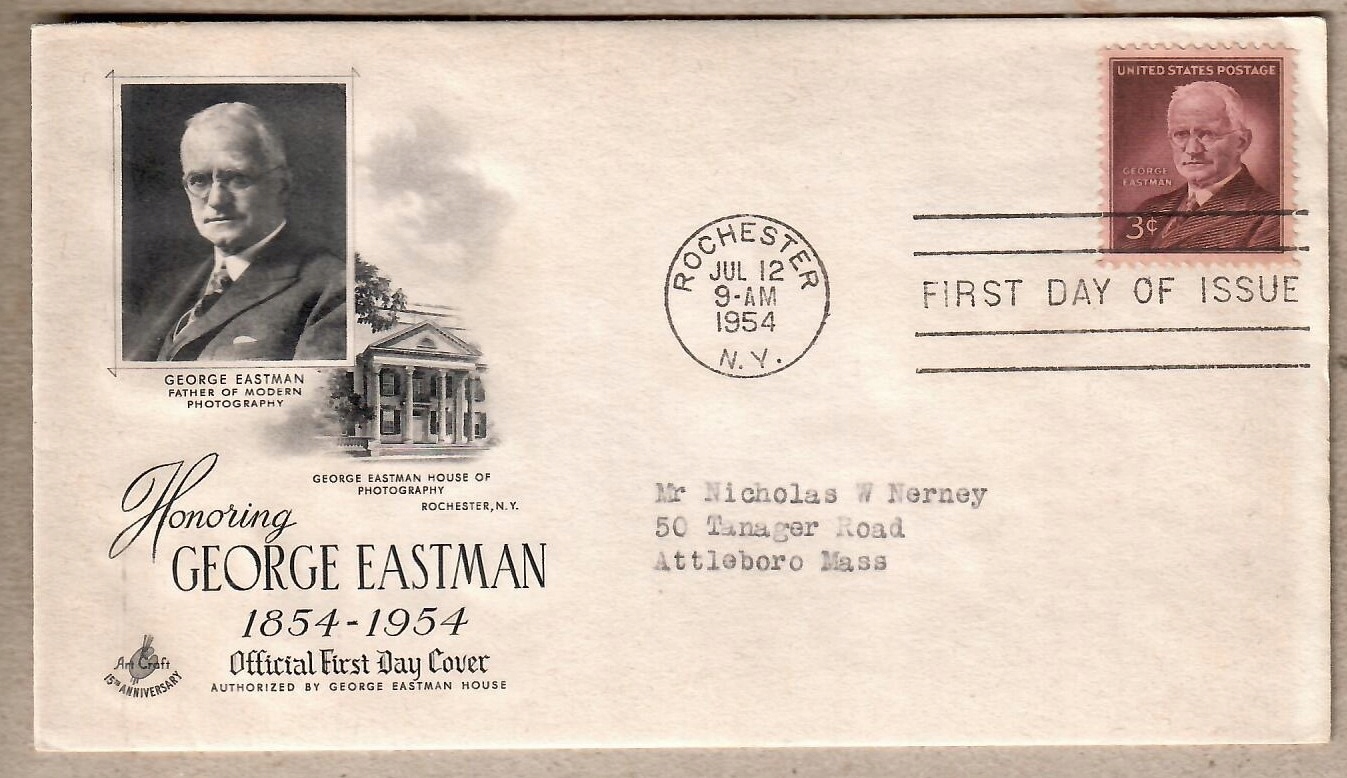 UNITED STATES POSTAGE
GEORGE
EASTMAN
3¢
ROCHESTER
JUL 12
9-AM
1954
N.Y.
FIRST DAY OF ISSUE
GEORGE EASTMAN
FATHER OF MODERN
PHOTOGRAPHY
GEORGE EASTMAN HOUSE OF
PHOTOGRAPHY
ROCHESTER, N.Y.
Honoring
GEORGE EASTMAN
1854-1954
Official First Day Cover
AUTHORIZED BY GEORGE EASTMAN HOUSE
Art Craft
15TH ANNIVERSARY
Mr Nicholas W Nerney
50 Tanager Road
Attleboro Mass